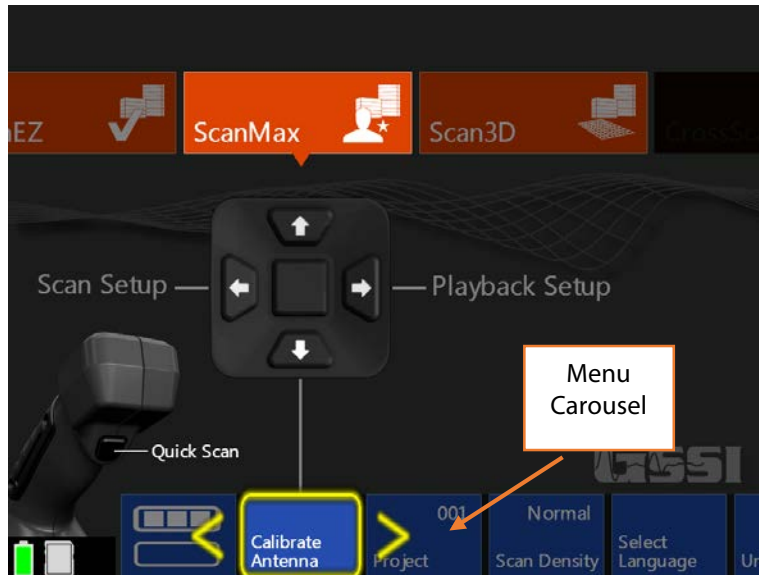 EZ
ScanMax
Scan3D
Scan Setup
Playback Setup
Menu
Carousel
Quick Scan
GSSI
Calibrate
Antenna
001
Project
Normal
Scan Density
Select
Language